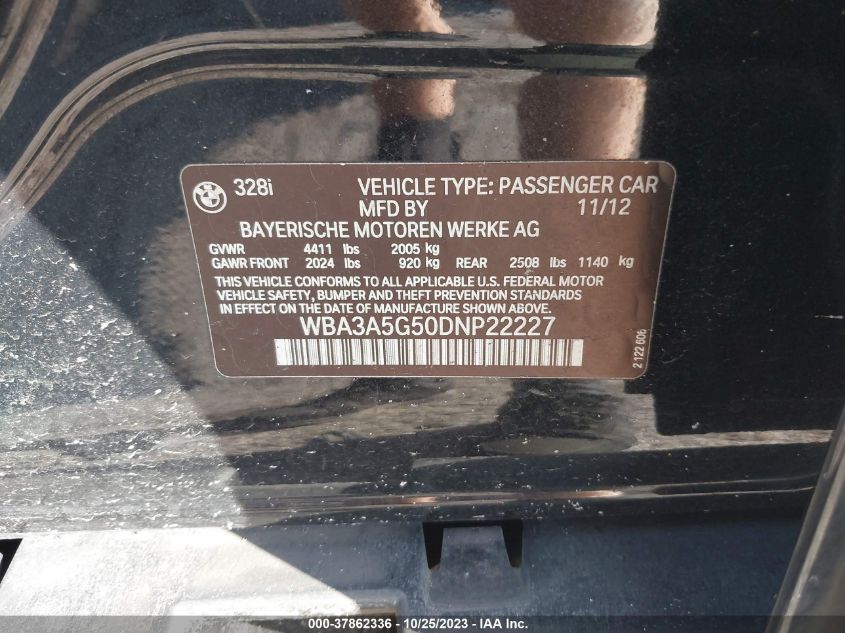 328i VEHICLE TYPE: PASSENGER CAR
MFD BY 11/12
BAYERISCHE MOTOREN WERKE AG
GVWR 4411 lbs 2005 kg
GAWR FRONT 2024 lbs 920 kg REAR 2508 lbs 1140 kg
THIS VEHICLE CONFORMS TO ALL APPLICABLE U.S. FEDERAL MOTOR
VEHICLE SAFETY, BUMPER AND THEFT PREVENTION STANDARDS
IN EFFECT ON THE DATE OF MANUFACTURE SHOWN ABOVE.
WBA3A5G50DNP22227
2 122 606
000-37862336 - 10/25/2023 - IAA Inc.